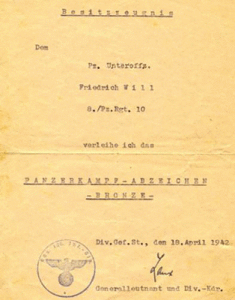 Besitzzeugnis
Dem
Pz. Unteroffz.
Friedrich Will
8./Pz.Rgt. 10
verleihe ich das
PANZERKAMPF-ABZEICHEN
-BRONZE-
Div.Gef.St., den 18.April 1942
Generalleutnant und Div.-Kdr.